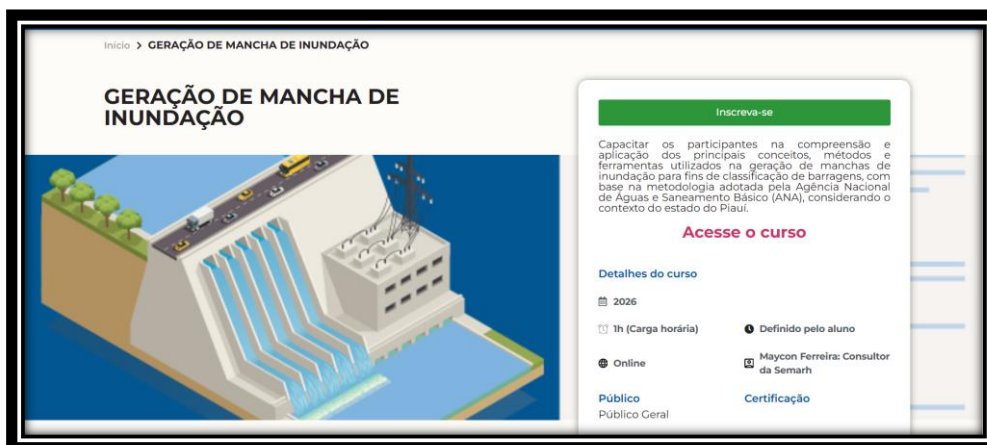 Início > GERAÇÃO DE MANCHA DE INUNDAÇÃO
GERAÇÃO DE MANCHA DE
INUNDAÇÃO
Inscreva-se
Capacitar os participantes na compreensão e
aplicação dos principais conceitos, métodos e
ferramentas utilizados na geração de manchas de
inundação para fins de classificação de barragens, com
base na metodologia adotada pela Agência Nacional
de Águas e Saneamento Básico (ANA), considerando o
contexto do estado do Piauí.
Acesse o curso
Detalhes do curso
2026
1h (Carga horária)
Definido pelo aluno
Online
Maycon Ferreira: Consultor
da Semarh
Público
Certificação
Público Geral